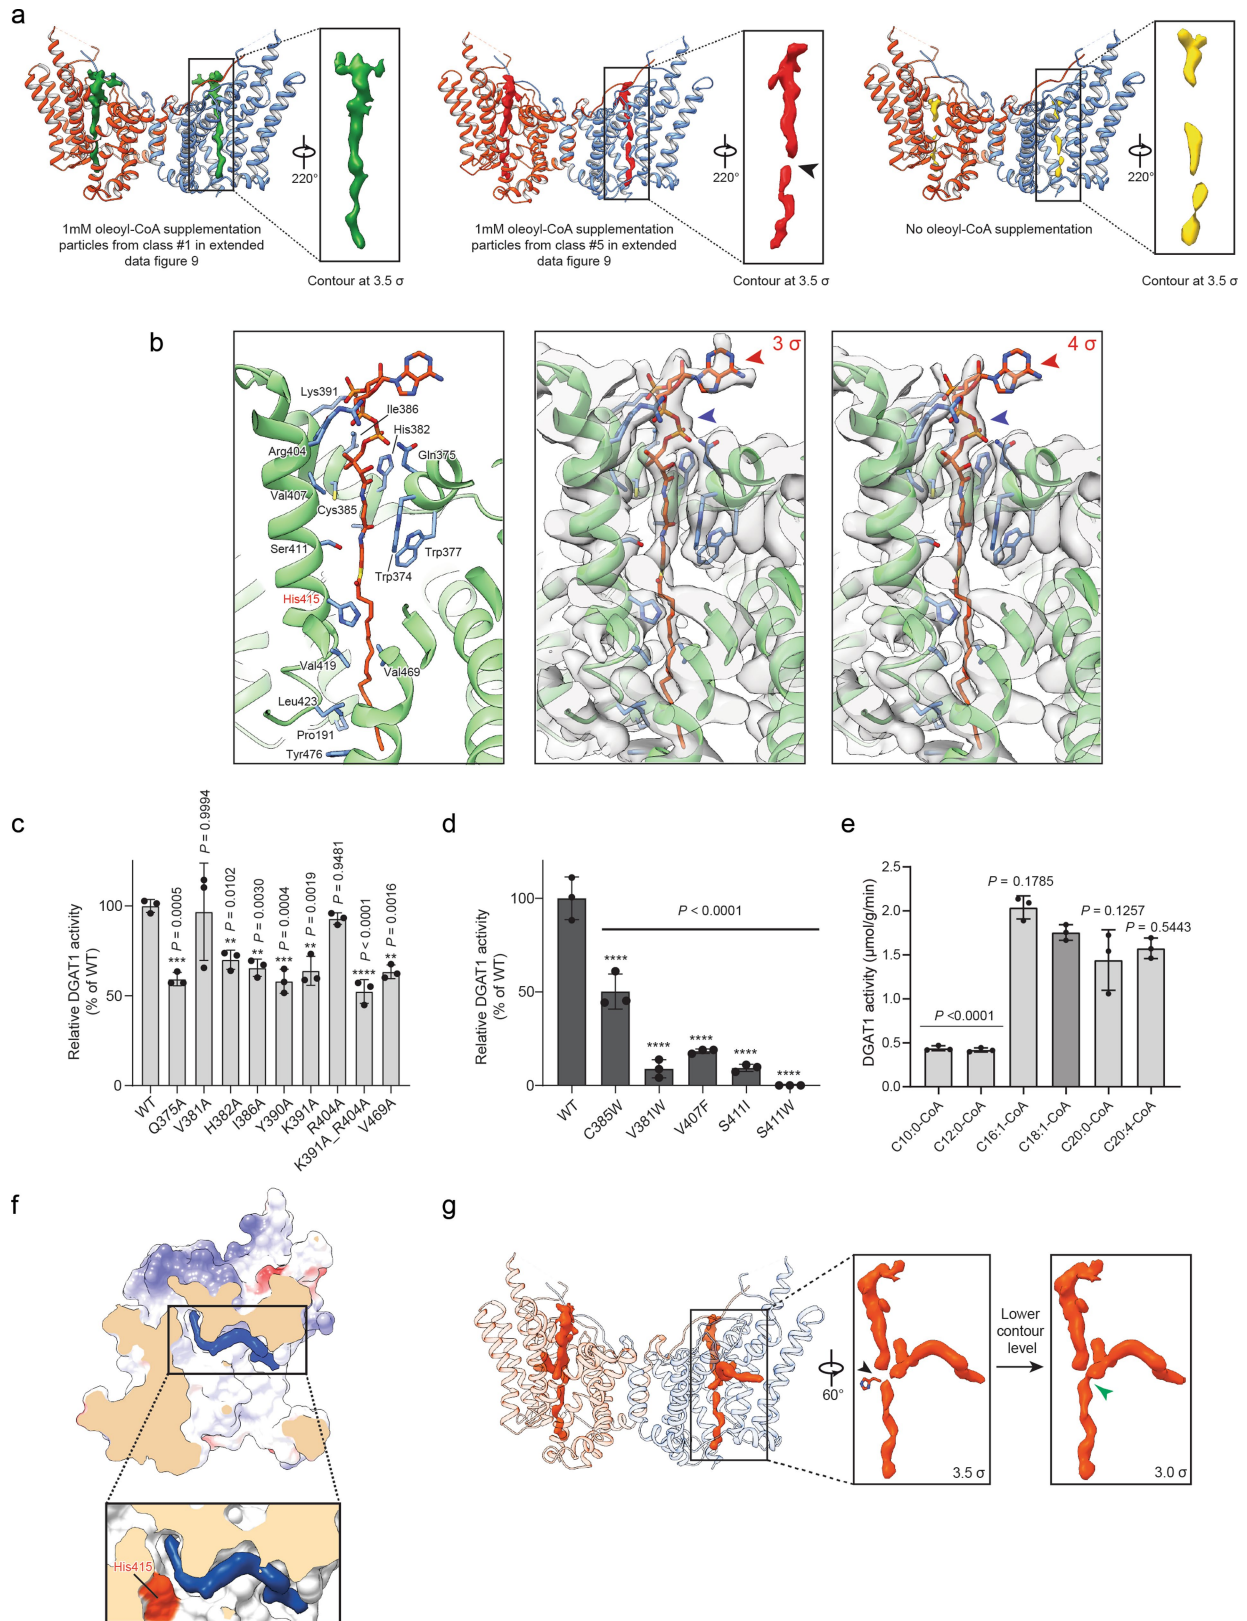 a
220°
220°
220°
1mM oleoyl-CoA supplementation
particles from class #1 in extended
data figure 9
Contour at 3.5 σ
1mM oleoyl-CoA supplementation
particles from class #5 in extended
data figure 9
Contour at 3.5 σ
No oleoyl-CoA supplementation
Contour at 3.5 σ
b
Lys391
Ile386
His382
Arg404
Gln375
Val407
Cys385
Ser411
Trp377
Trp374
His415
Val419
Val469
Leu423
Pro191
Tyr476
3 σ
4 σ
c
Relative DGAT1 activity
(% of WT)
100
50
0
P = 0.0005
P = 0.9994
P = 0.0102
P = 0.0030
P = 0.0004
P = 0.0019
P = 0.9481
P < 0.0001
P = 0.0016
***
**
**
***
**
****
**
WT
Q375A
V381A
H382A
I386A
Y390A
K391A
R404A
K391A_R404A
V469A
d
Relative DGAT1 activity
(% of WT)
100
50
0
P < 0.0001
****
****
****
****
****
WT
C385W
V381W
V407F
S411I
S411W
e
DGAT1 activity (μmol/g/min)
2.5
2.0
1.5
1.0
0.5
0.0
P <0.0001
P = 0.1785
P = 0.1257
P = 0.5443
C10:0-CoA
C12:0-CoA
C16:1-CoA
C18:1-CoA
C20:0-CoA
C20:4-CoA
f
His415
g
60°
3.5 σ
Lower
contour
level
3.0 σ